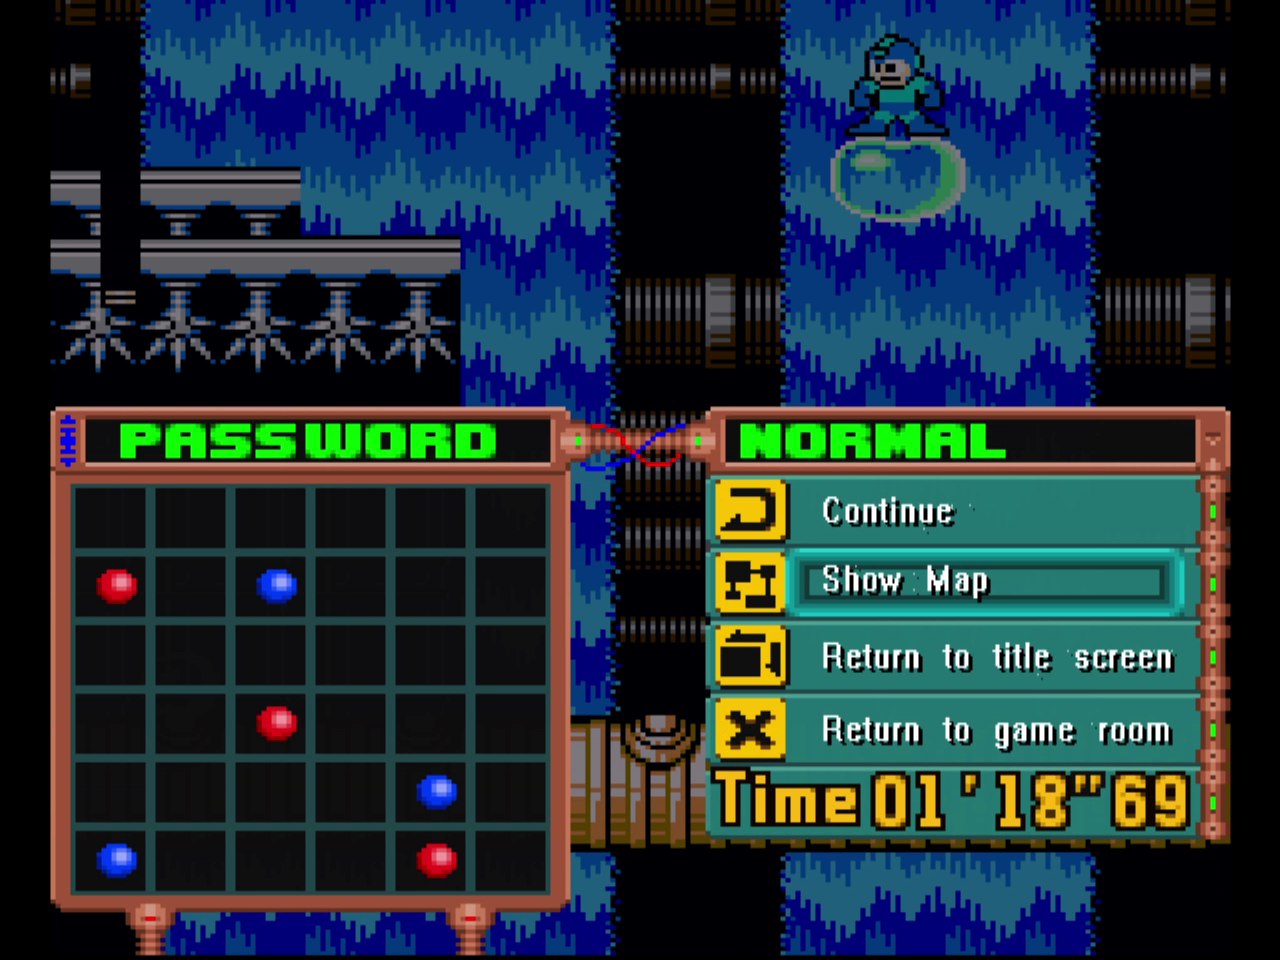 PASSWORD
NORMAL
Continue
Show Map
Return to title screen
Return to game room
Time 01'18"69